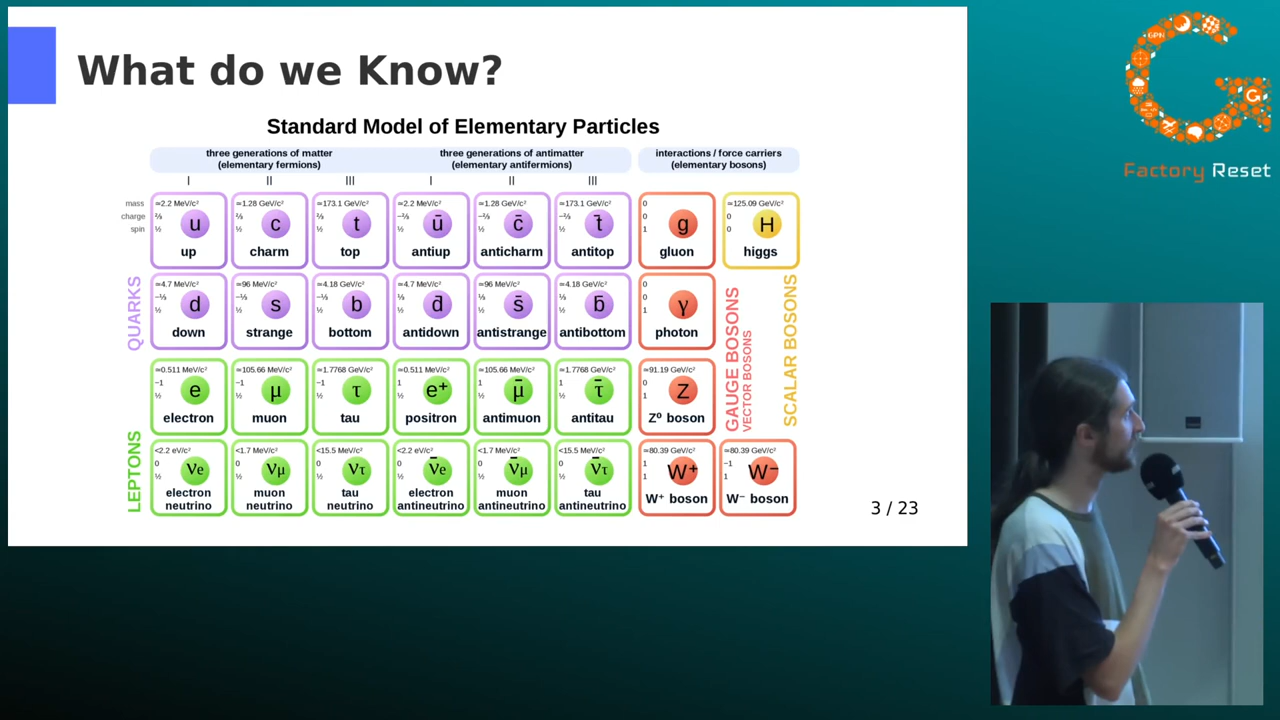 What do we Know?
Standard Model of Elementary Particles
three generations of matter
(elementary fermions)
three generations of antimatter
(elementary antifermions)
interactions / force carriers
(elementary bosons)
I II III I II III
mass
charge
spin
≃2.2 MeV/c²
⅔
½
u
up
≃1.28 GeV/c²
⅔
½
c
charm
≃173.1 GeV/c²
⅔
½
t
top
≃2.2 MeV/c²
−⅔
½
ū
antiup
≃1.28 GeV/c²
−⅔
½
c̄
anticharm
≃173.1 GeV/c²
−⅔
½
t̄
antitop
0
0
1
g
gluon
≃125.09 GeV/c²
0
0
H
higgs
QUARKS
≃4.7 MeV/c²
−⅓
½
d
down
≃96 MeV/c²
−⅓
½
s
strange
≃4.18 GeV/c²
−⅓
½
b
bottom
≃4.7 MeV/c²
⅓
½
d̄
antidown
≃96 MeV/c²
⅓
½
s̄
antistrange
≃4.18 GeV/c²
⅓
½
b̄
antibottom
0
0
1
γ
photon
GAUGE BOSONS
VECTOR BOSONS
SCALAR BOSONS
LEPTONS
≃0.511 MeV/c²
−1
½
e
electron
≃105.66 MeV/c²
−1
½
μ
muon
≃1.7768 GeV/c²
−1
½
τ
tau
≃0.511 MeV/c²
1
½
e⁺
positron
≃105.66 MeV/c²
1
½
μ̄
antimuon
≃1.7768 GeV/c²
1
½
τ̄
antitau
≃91.19 GeV/c²
0
1
Z
Z⁰ boson
<2.2 eV/c²
0
½
νe
electron
neutrino
<1.7 MeV/c²
0
½
νμ
muon
neutrino
<15.5 MeV/c²
0
½
ντ
tau
neutrino
<2.2 eV/c²
0
½
ν̄e
electron
antineutrino
<1.7 MeV/c²
0
½
ν̄μ
muon
antineutrino
<15.5 MeV/c²
0
½
ν̄τ
tau
antineutrino
≃80.39 GeV/c²
1
1
W⁺
W⁺ boson
≃80.39 GeV/c²
−1
1
W⁻
W⁻ boson
3 / 23
GPN
Factory Reset